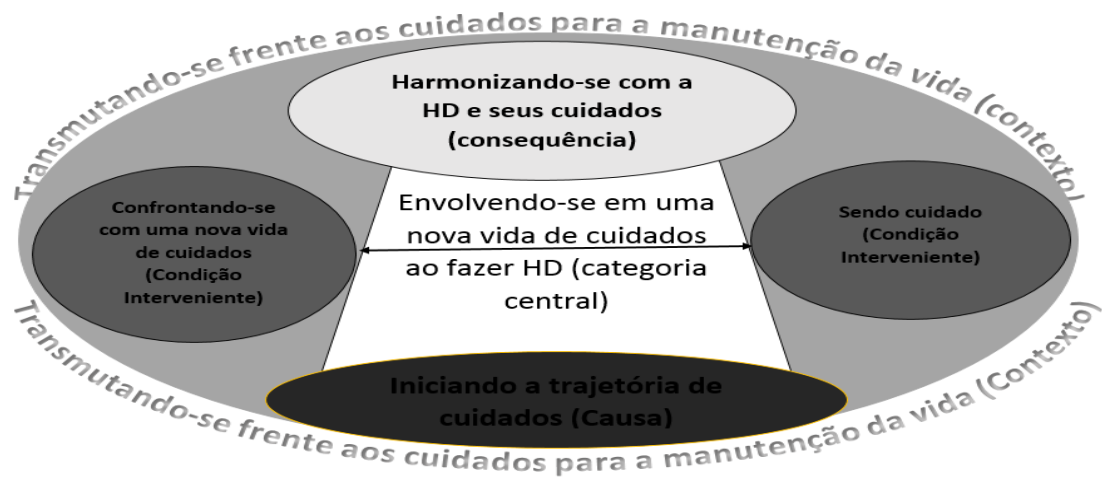 Transmutando-se frente aos cuidados para a manutenção da vida (contexto)
Harmonizando-se com a
HD e seus cuidados
(consequência)
Confrontando-se
com uma nova vida
de cuidados
(Condição
Interveniente)
Envolvendo-se em uma
nova vida de cuidados
ao fazer HD (categoria
central)
Sendo cuidado
(Condição
Interveniente)
Iniciando a trajetória de
cuidados (Causa)
Transmutando-se frente aos cuidados para a manutenção da vida (Contexto)